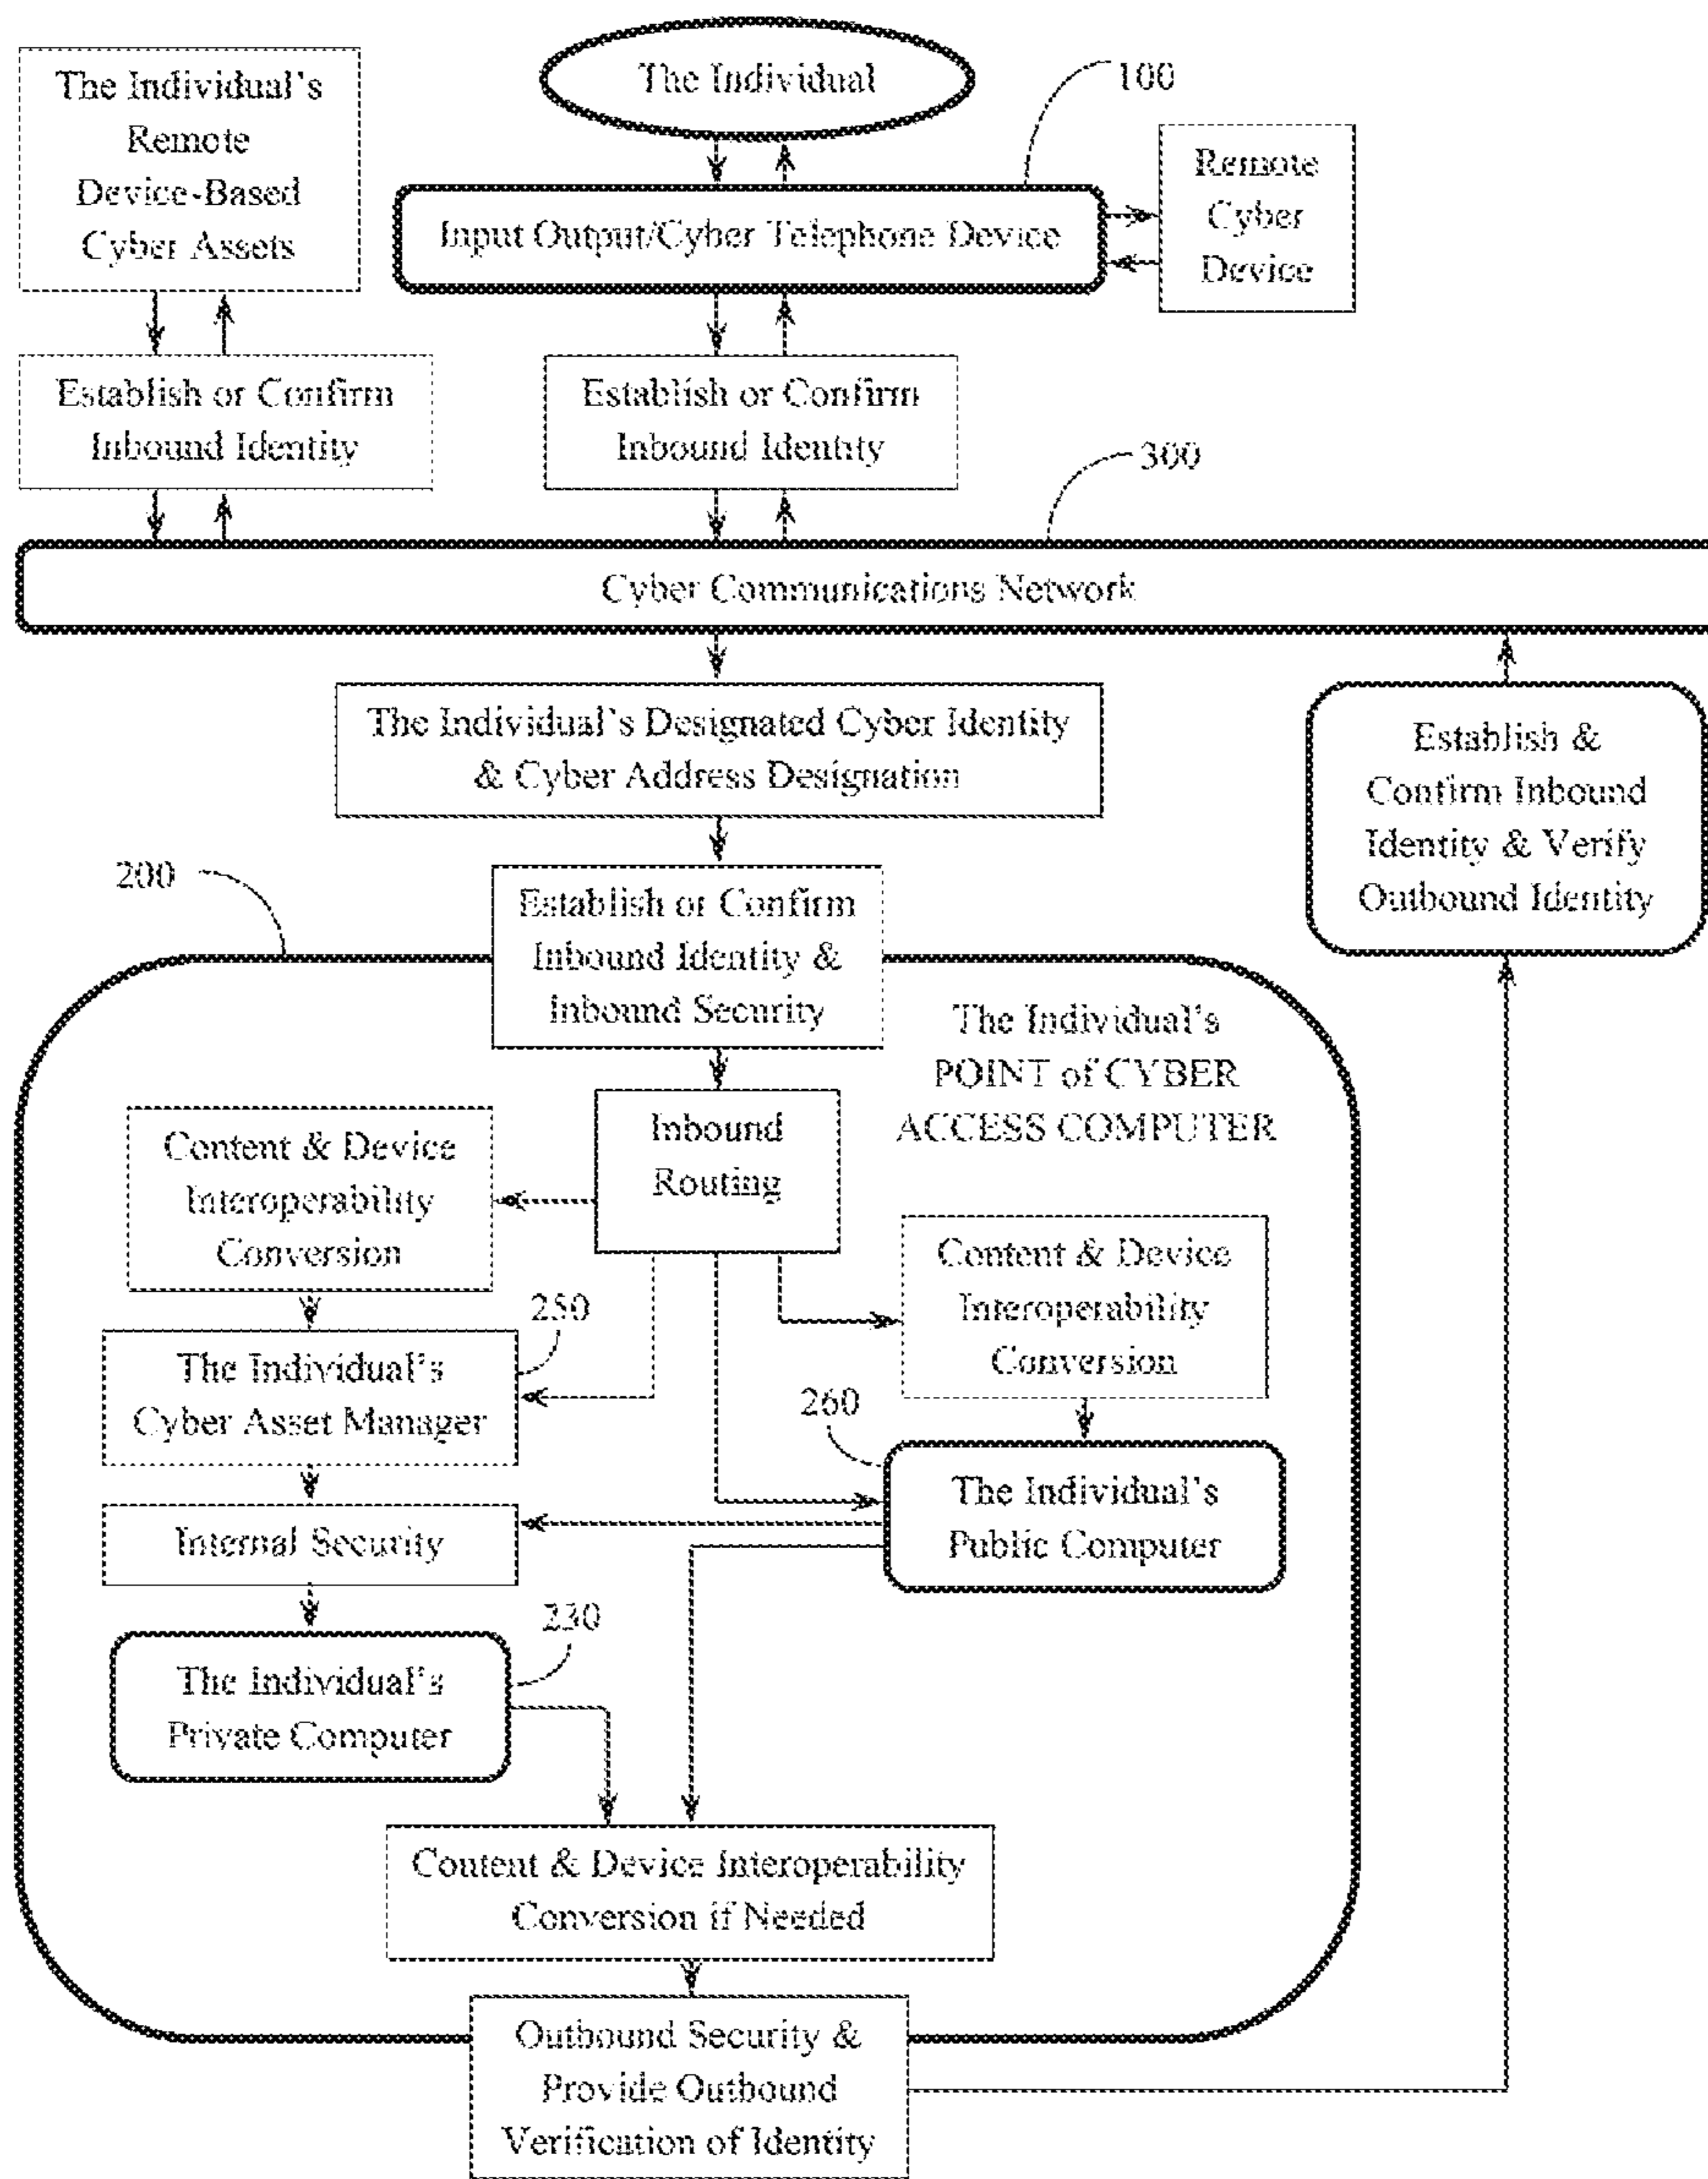 The Individual's
Remote
Device-Based
Cyber Assets
The Individual
100
Input Output/Cyber Telephone Device
Remote
Cyber
Device
Establish or Confirm
Inbound Identity
Establish or Confirm
Inbound Identity
300
Cyber Communications Network
The Individual's Designated Cyber Identity
& Cyber Address Designation
Establish &
Confirm Inbound
Identity & Verify
Outbound Identity
200
Establish or Confirm
Inbound Identity &
Inbound Security
The Individual's
POINT of CYBER
ACCESS COMPUTER
Inbound
Routing
Content & Device
Interoperability
Conversion
Content & Device
Interoperability
Conversion
250
The Individual's
Cyber Asset Manager
260
The Individual's
Public Computer
Internal Security
230
The Individual's
Private Computer
Content & Device Interoperability
Conversion if Needed
Outbound Security &
Provide Outbound
Verification of Identity